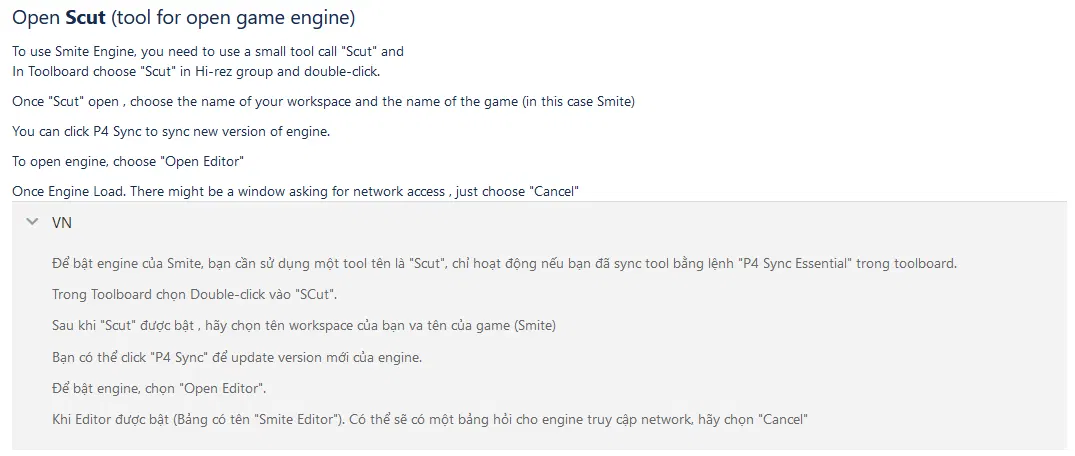 Open Scut (tool for open game engine)
To use Smite Engine, you need to use a small tool call "Scut" and
In Toolboard choose "Scut" in Hi-rez group and double-click.
Once "Scut" open , choose the name of your workspace and the name of the game (in this case Smite)
You can click P4 Sync to sync new version of engine.
To open engine, choose "Open Editor"
Once Engine Load. There might be a window asking for network access , just choose "Cancel"
VN
Để bật engine của Smite, bạn cần sử dụng một tool tên là "Scut", chỉ hoạt động nếu bạn đã sync tool bằng lệnh "P4 Sync Essential" trong toolboard.
Trong Toolboard chọn Double-click vào "SCut".
Sau khi "Scut" được bật , hãy chọn tên workspace của bạn va tên của game (Smite)
Bạn có thể click "P4 Sync" để update version mới của engine.
Để bật engine, chọn "Open Editor".
Khi Editor được bật (Bảng có tên "Smite Editor"). Có thể sẽ có một bảng hỏi cho engine truy cập network, hãy chọn "Cancel"